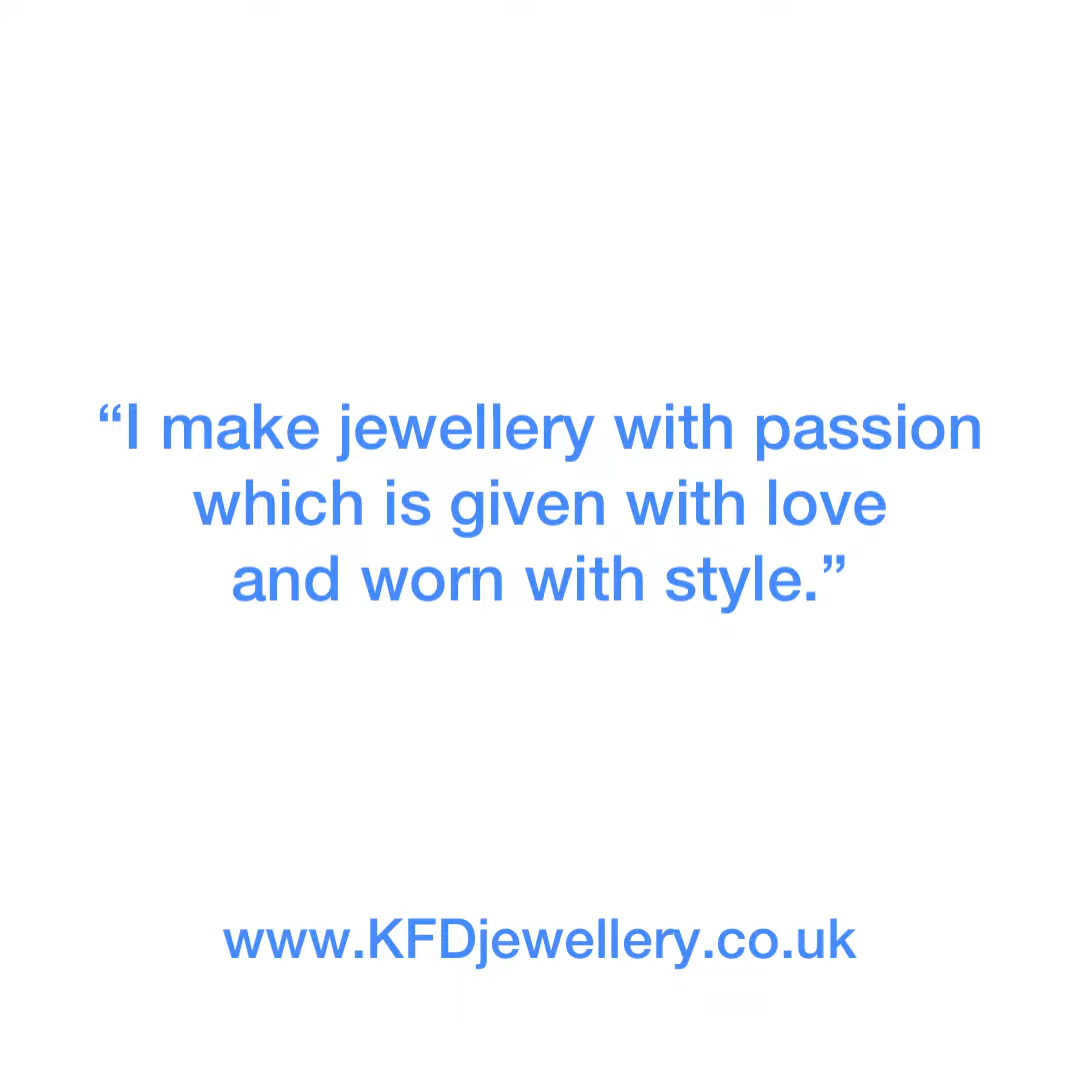 “I make jewellery with passion
which is given with love
and worn with style.”
www.KFDjewellery.co.uk